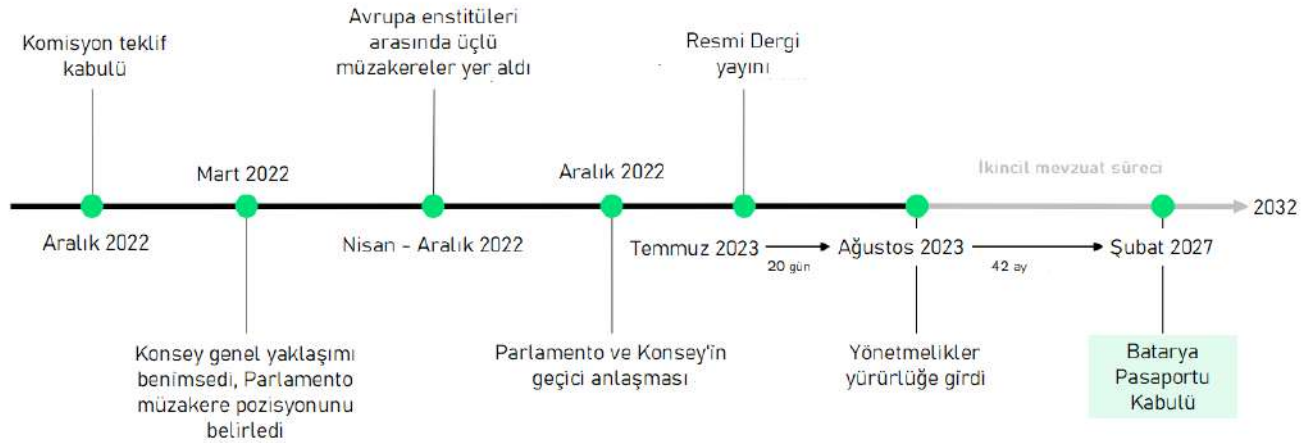 Komisyon teklif
kabulü
Aralık 2022
Mart 2022
Konsey genel yaklaşımı
benimsedi, Parlamento
müzakere pozisyonunu
belirledi
Avrupa enstitüleri
arasında üçlü
müzakereler yer aldı
Nisan - Aralık 2022
Aralık 2022
Parlamento ve Konsey'in
geçici anlaşması
Resmi Dergi
yayını
Temmuz 2023
20 gün
Ağustos 2023
Yönetmelikler
yürürlüğe girdi
42 ay
İkincil mevzuat süreci
Şubat 2027
Batarya
Pasaportu
Kabulü
2032